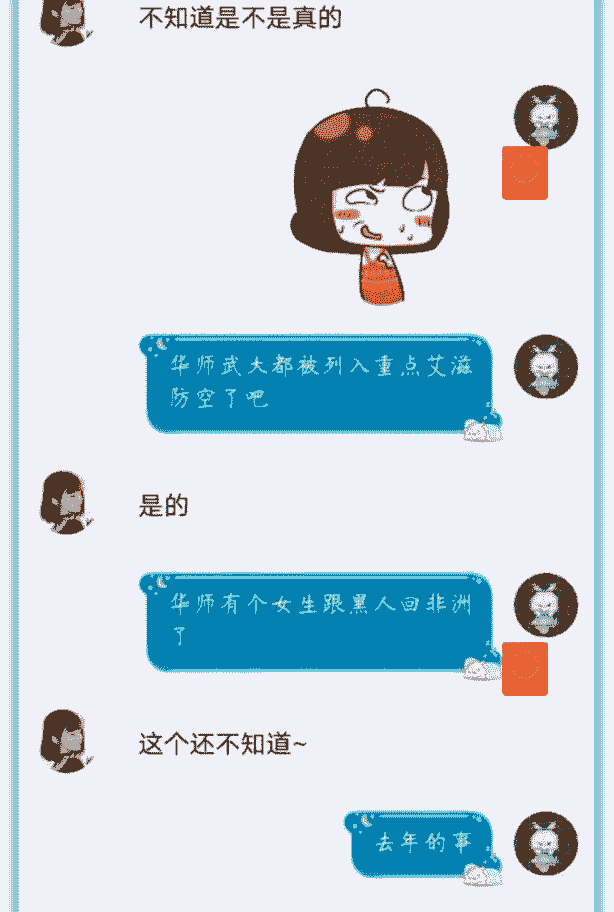 不知道是不是真的
华师武大都被列入重点艾滋
防空了吧
是的
华师有个女生跟黑人回非洲
了
这个还不知道~
去年的事